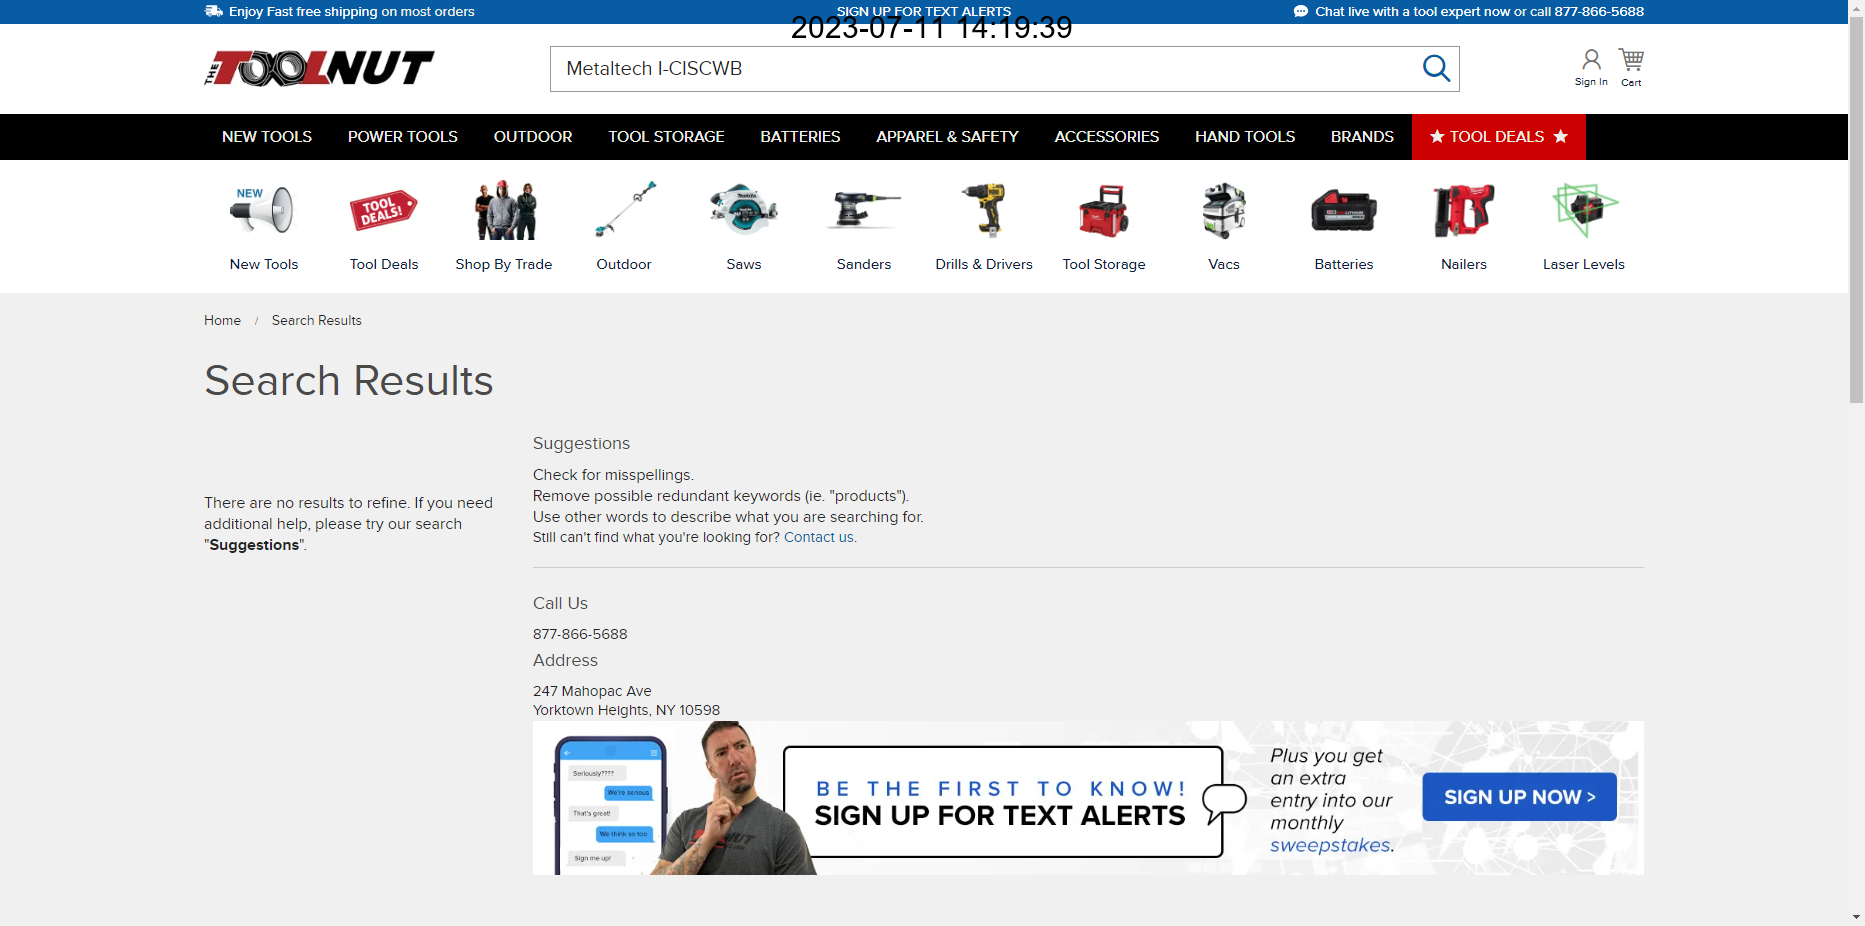 Enjoy Fast free shipping on most orders
SIGN UP FOR TEXT ALERTS
Chat live with a tool expert now or call 877-866-5688
2023-07-11 14:19:39
THE TOOLNUT
Metaltech I-CISCWB
Sign In
Cart
NEW TOOLS
POWER TOOLS
OUTDOOR
TOOL STORAGE
BATTERIES
APPAREL & SAFETY
ACCESSORIES
HAND TOOLS
BRANDS
★ TOOL DEALS ★
NEW
TOOL
DEALS!
New Tools
Tool Deals
Shop By Trade
Outdoor
Saws
Sanders
Drills & Drivers
Tool Storage
Vacs
Batteries
Nailers
Laser Levels
Home / Search Results
Search Results
Suggestions
Check for misspellings.
Remove possible redundant keywords (ie. "products").
Use other words to describe what you are searching for.
Still can't find what you're looking for? Contact us.
There are no results to refine. If you need
additional help, please try our search
"Suggestions".
Call Us
877-866-5688
Address
247 Mahopac Ave
Yorktown Heights, NY 10598
Seriously????
We're serious
That's great!
We think so too
Sign me up!
BE THE FIRST TO KNOW!
SIGN UP FOR TEXT ALERTS
Plus you get
an extra
entry into our
monthly
sweepstakes.
SIGN UP NOW >